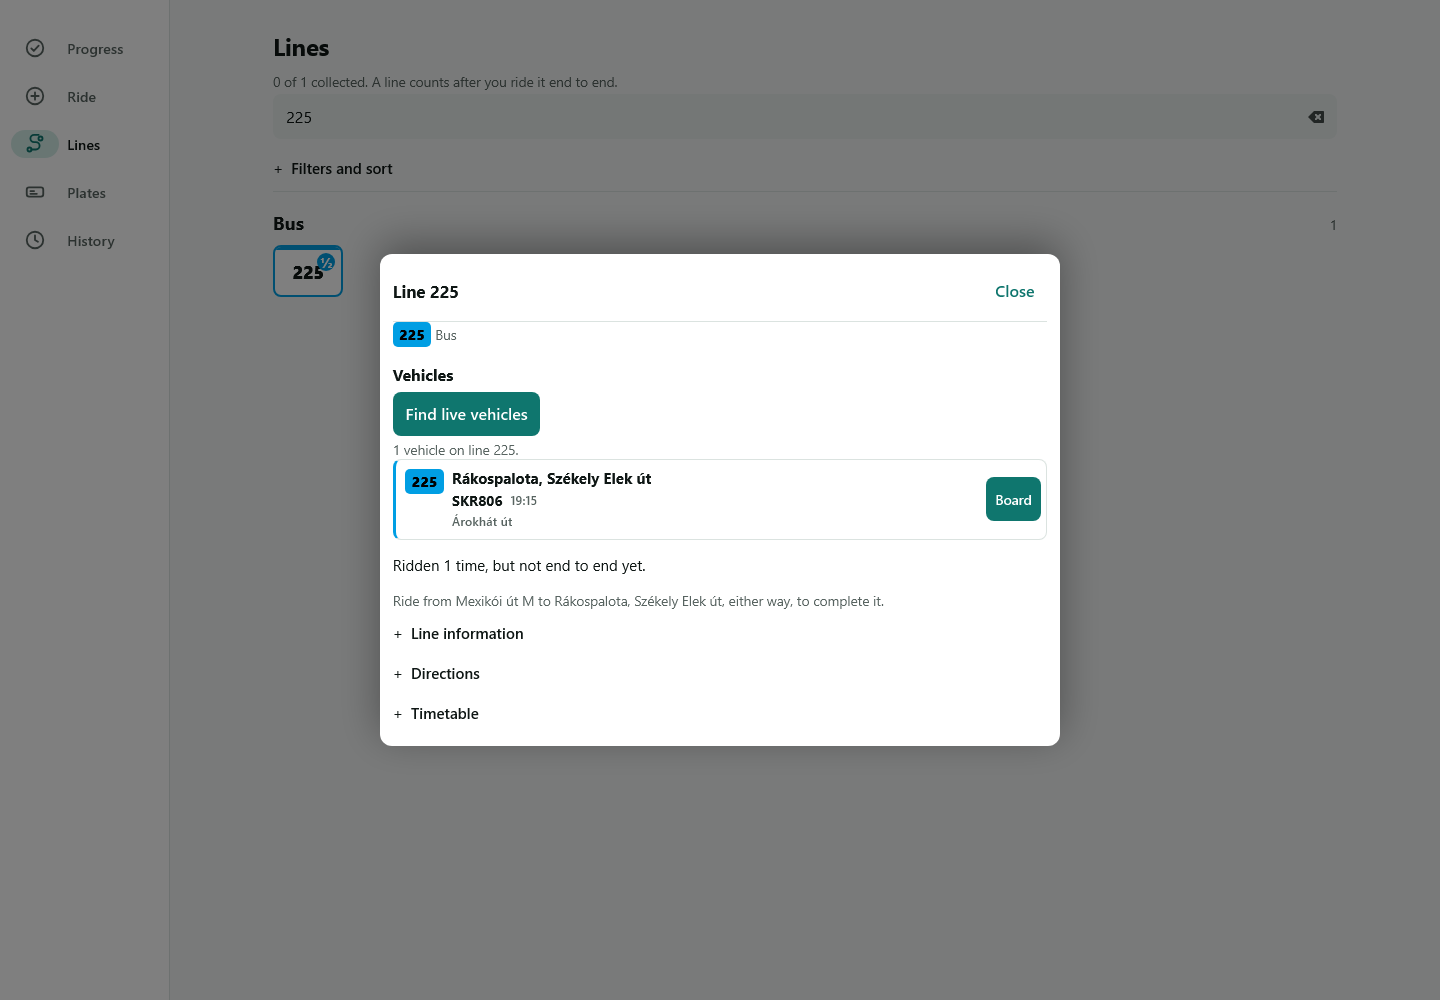 Progress
Ride
Lines
Plates
History
Lines
0 of 1 collected. A line counts after you ride it end to end.
225
+ Filters and sort
Bus
1
225
½
Line 225
Close
225 Bus
Vehicles
Find live vehicles
1 vehicle on line 225.
225 Rákospalota, Székely Elek út
SKR806 19:15
Árokhát út
Board
Ridden 1 time, but not end to end yet.
Ride from Mexikói út M to Rákospalota, Székely Elek út, either way, to complete it.
+ Line information
+ Directions
+ Timetable